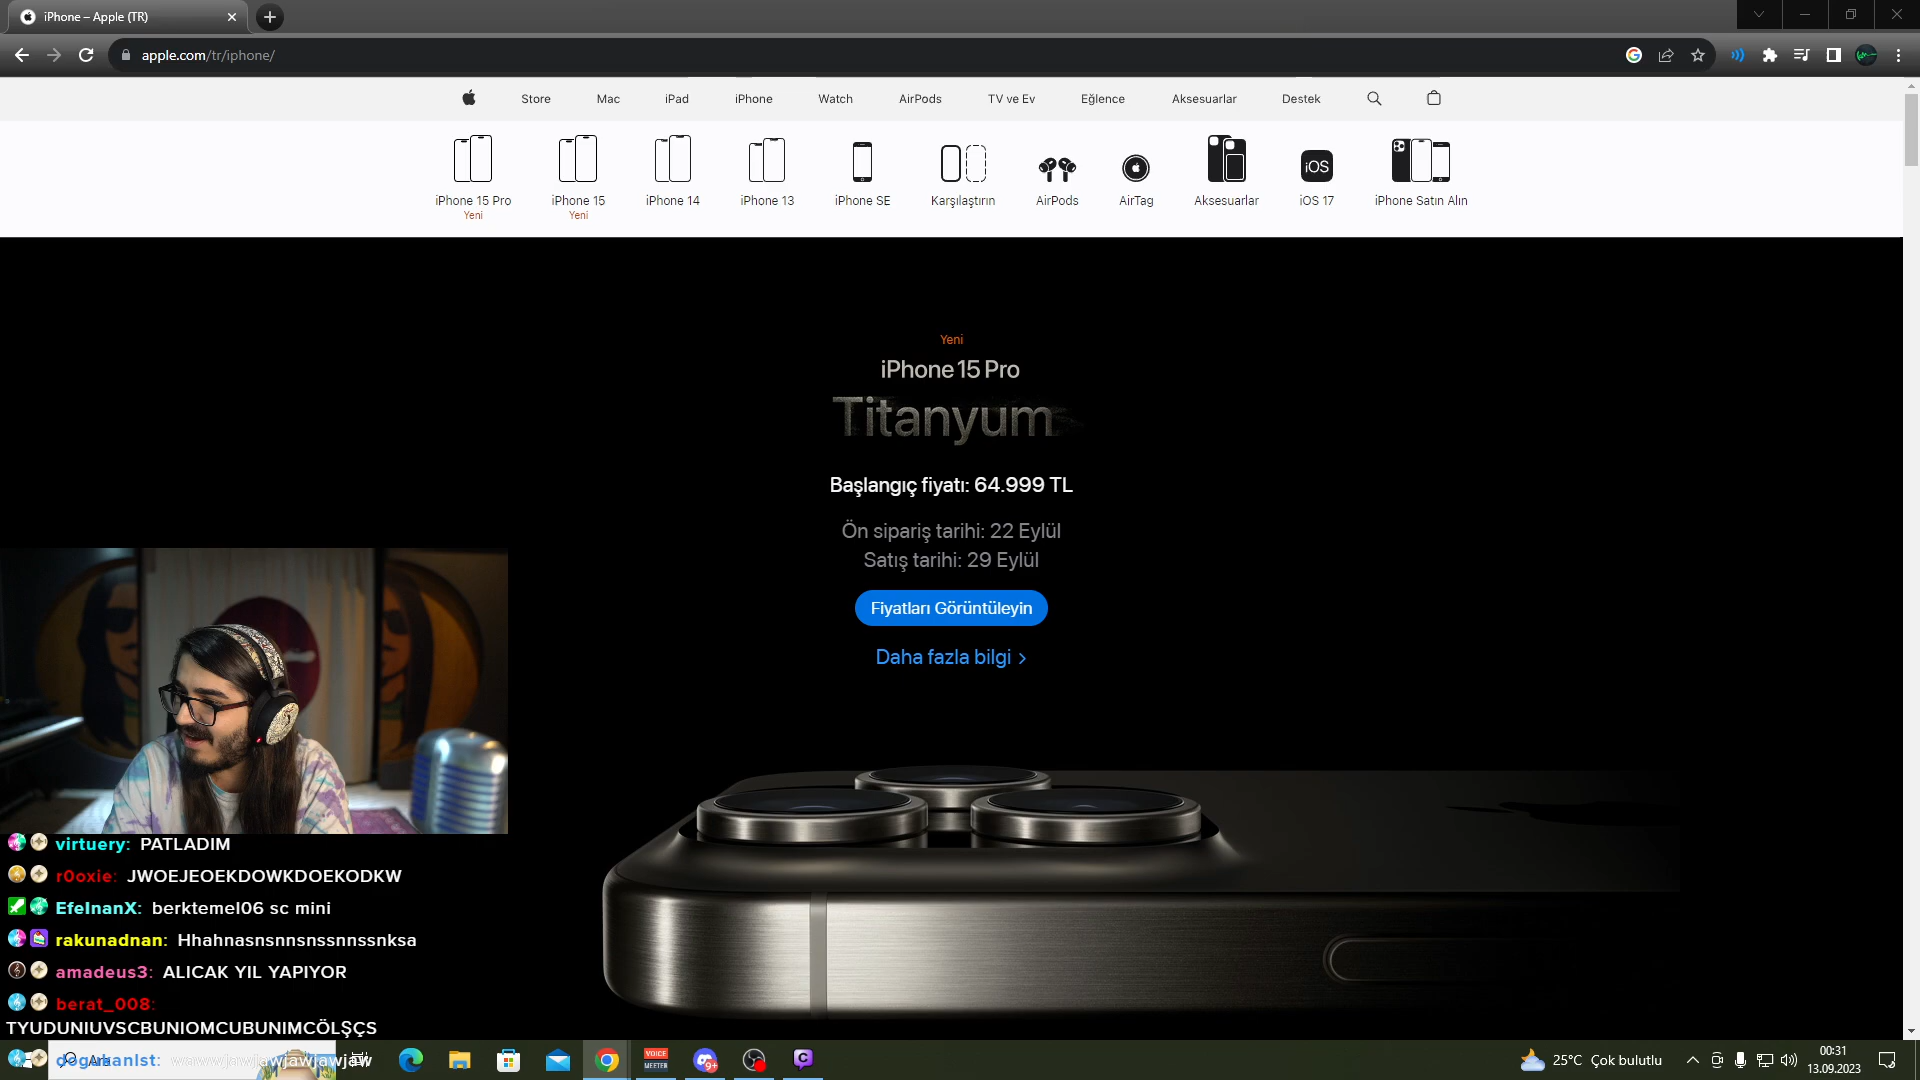 iPhone – Apple (TR)
apple.com/tr/iphone/
Store Mac iPad iPhone Watch AirPods TV ve Ev Eğlence Aksesuarlar Destek
iOS
iPhone 15 Pro iPhone 15 iPhone 14 iPhone 13 iPhone SE Karşılaştırın AirPods AirTag Aksesuarlar iOS 17 iPhone Satın Alın
Yeni Yeni
Yeni
iPhone 15 Pro
Titanyum
Başlangıç fiyatı: 64.999 TL
Ön sipariş tarihi: 22 Eylül
Satış tarihi: 29 Eylül
Fiyatları Görüntüleyin
Daha fazla bilgi
virtuery: PATLADIM
r0oxie: JWOEJEOEKDOWKDOEKODKW
EfeInanX: berktemel06 sc mini
rakunadnan: Hhahnasnsnnsnssnnssnksa
amadeus3: ALICAK YIL YAPIYOR
berat_008:
TYUDUNIUVSCBUNIOMCUBUNIMCÖLŞÇS
VOICE
MEETER
9+
25°C Çok bulutlu
00:31
13.09.2023